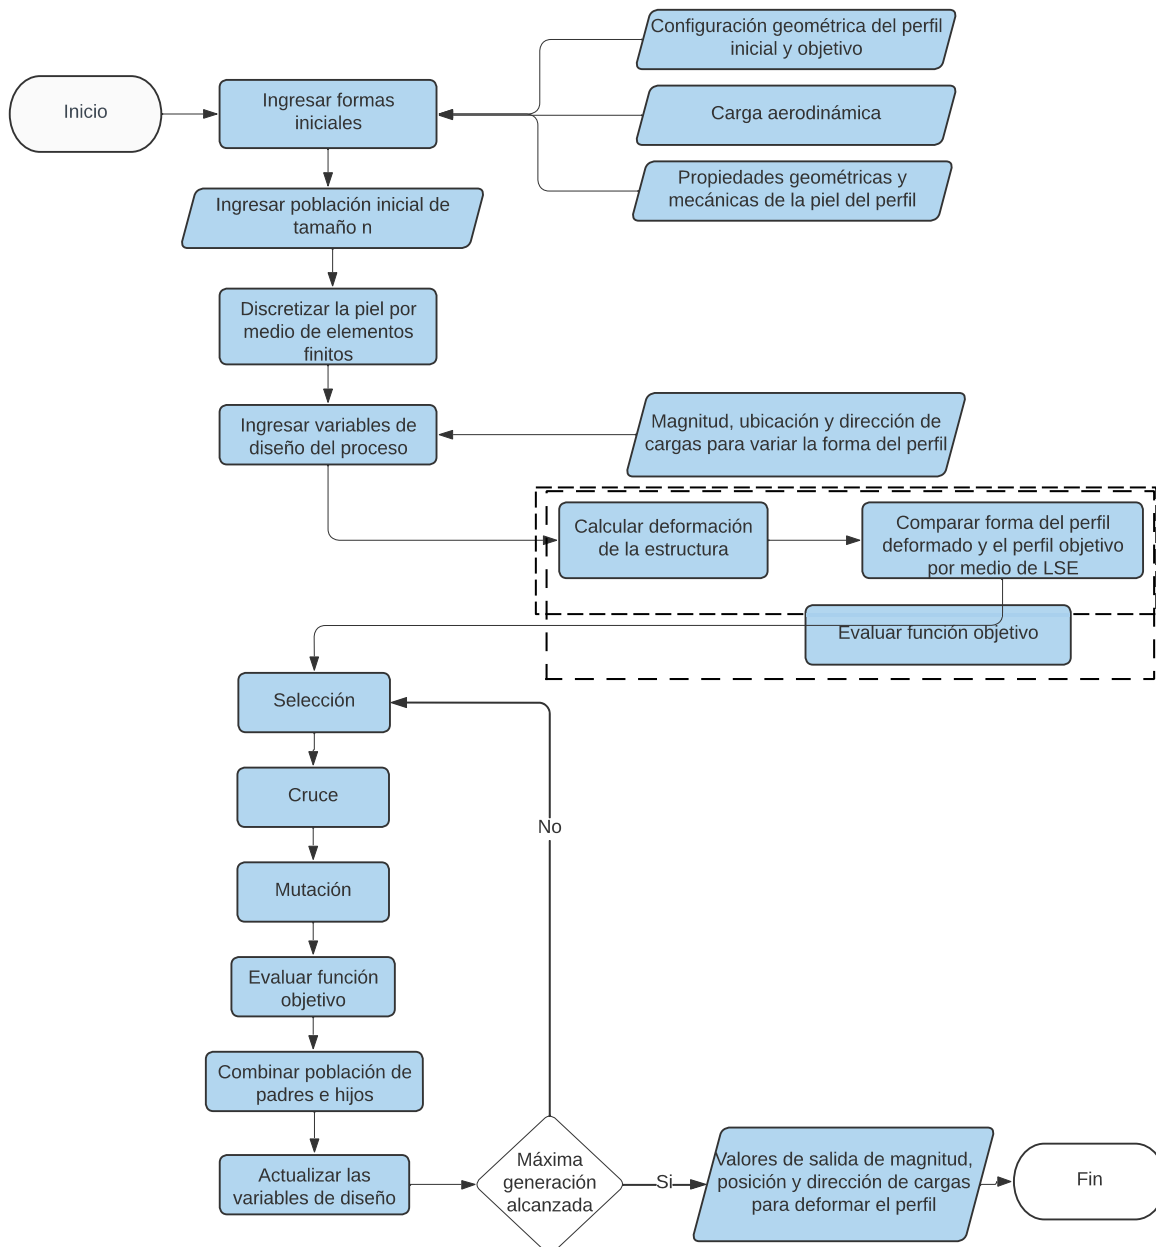 Configuración geométrica del perfil
inicial y objetivo
Inicio
Ingresar formas
iniciales
Carga aerodinámica
Propiedades geométricas y
mecánicas de la piel del perfil
Ingresar población inicial de
tamaño n
Discretizar la piel por
medio de elementos
finitos
Ingresar variables de
diseño del proceso
Magnitud, ubicación y dirección de
cargas para variar la forma del perfil
Calcular deformación
de la estructura
Comparar forma del perfil
deformado y el perfil objetivo
por medio de LSE
Evaluar función objetivo
Selección
Cruce
No
Mutación
Evaluar función
objetivo
Combinar población de
padres e hijos
Actualizar las
variables de diseño
Máxima
generación
alcanzada
Si
Valores de salida de magnitud,
posición y dirección de cargas
para deformar el perfil
Fin